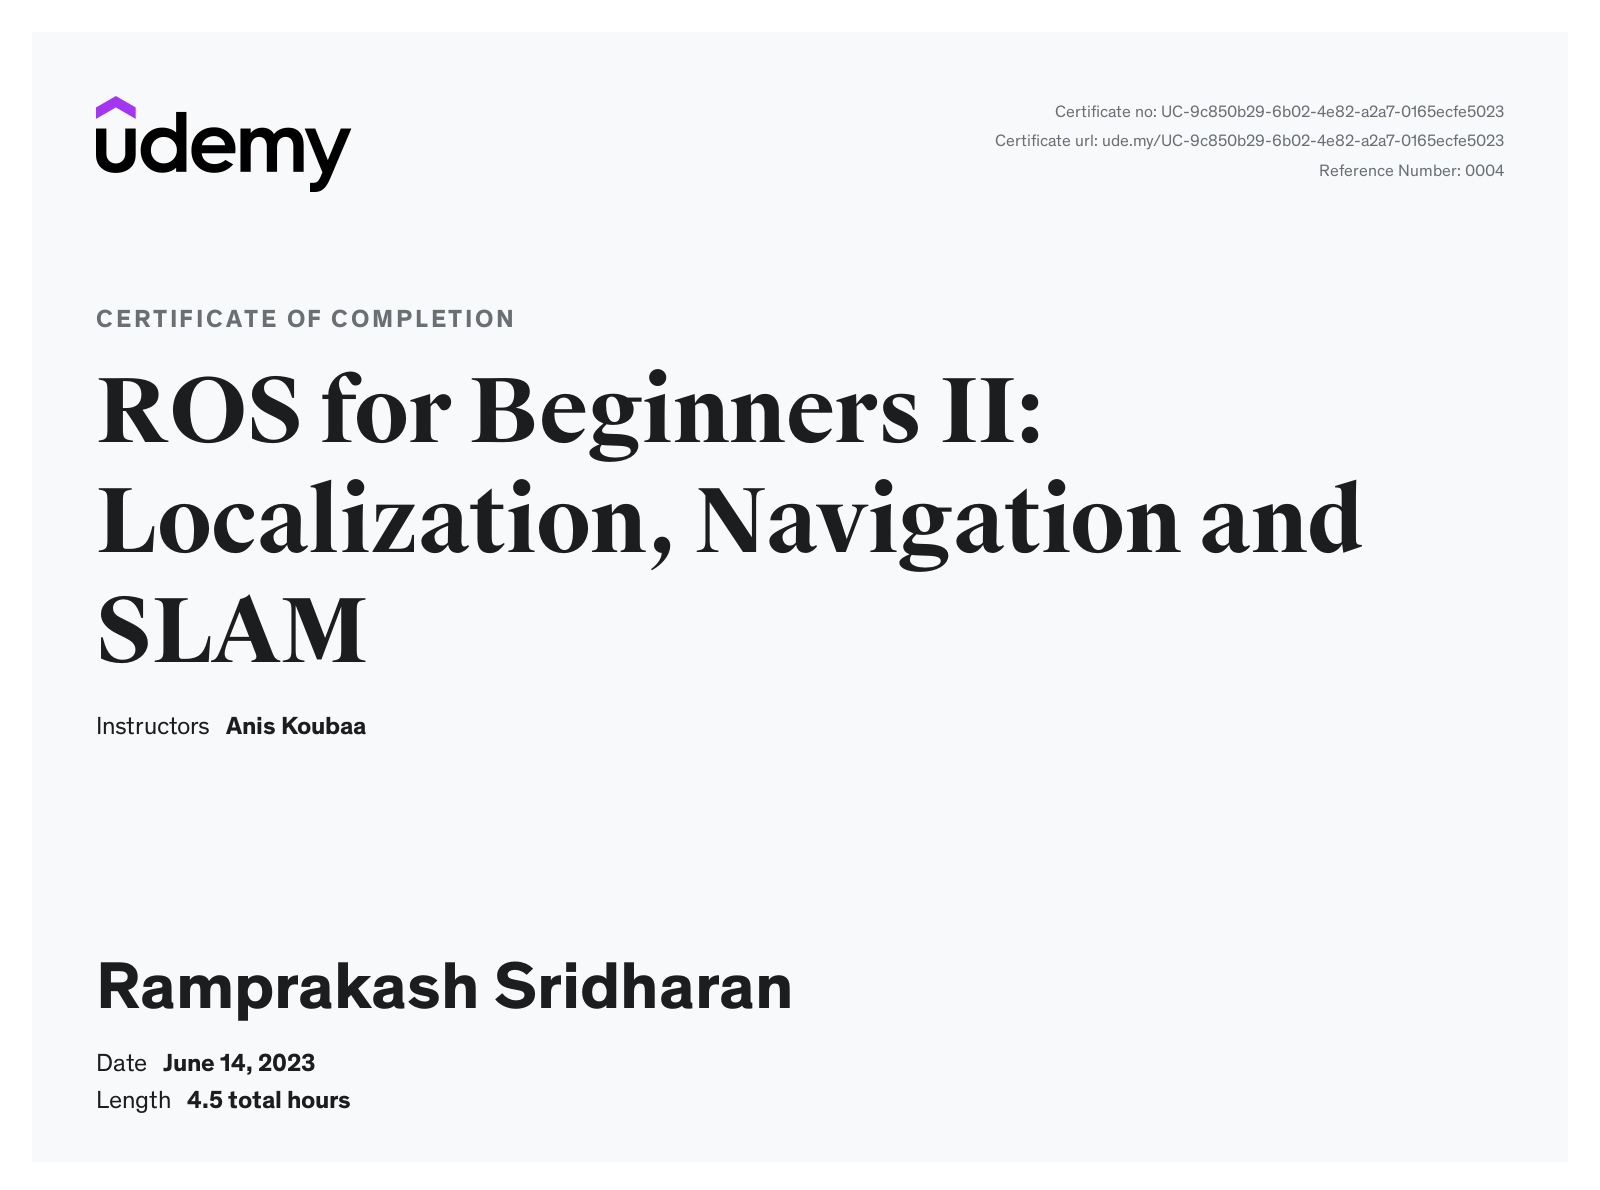 udemy
Certificate no: UC-9c850b29-6b02-4e82-a2a7-0165ecfe5023
Certificate url: ude.my/UC-9c850b29-6b02-4e82-a2a7-0165ecfe5023
Reference Number: 0004
CERTIFICATE OF COMPLETION
ROS for Beginners II:
Localization, Navigation and
SLAM
Instructors Anis Koubaa
Ramprakash Sridharan
Date June 14, 2023
Length 4.5 total hours